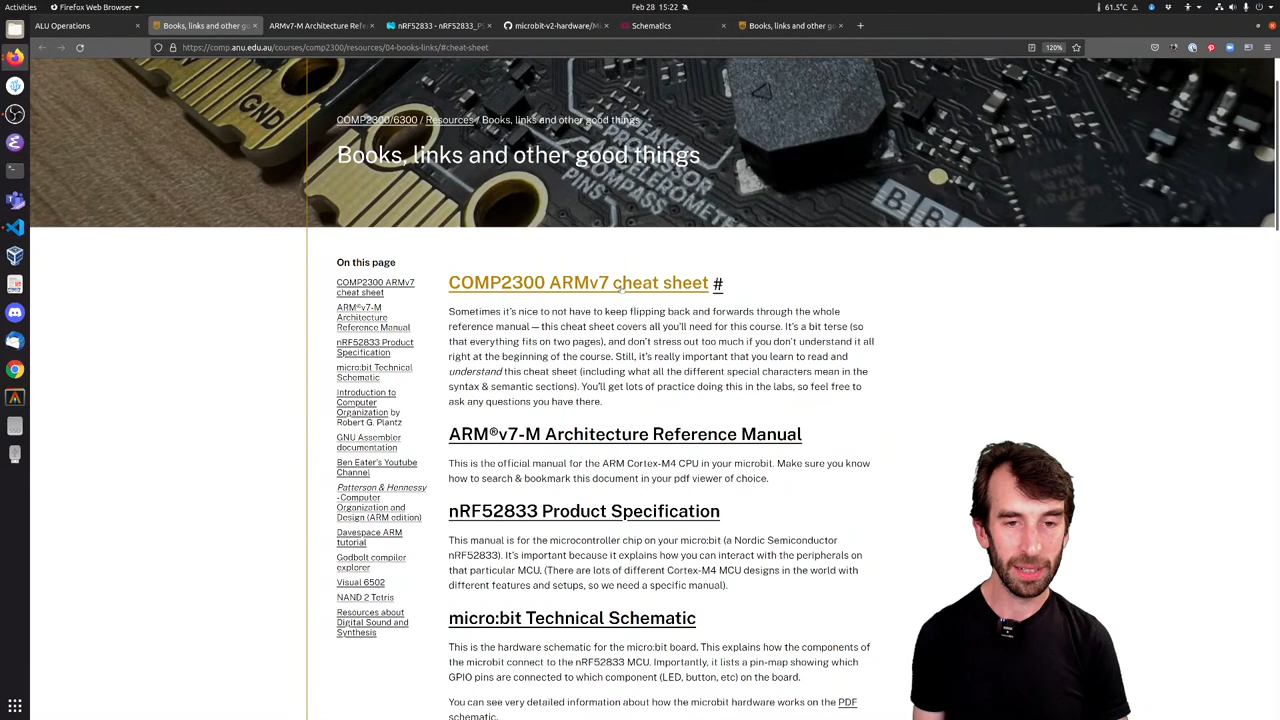 Activities
Firefox Web Browser
Feb 28 15:22
61.5°C
ALU Operations
Books, links and other goo
ARMv7-M Architecture Refe
nRF52833 - nRF52833_PS
microbit-v2-hardware/Mi
Schematics
Books, links and other goo
https://comp.anu.edu.au/courses/comp2300/resources/04-books-links/#cheat-sheet
120%
GND
SPEAKER
PROCESSOR
ACCELEROMETER
COMPASS
PINS
BBC
COMP2300/6300 / Resources / Books, links and other good things
Books, links and other good things
On this page
COMP2300 ARMv7
cheat sheet
ARM®v7-M
Architecture
Reference Manual
nRF52833 Product
Specification
micro:bit Technical
Schematic
Introduction to
Computer
Organization by
Robert G. Plantz
GNU Assembler
documentation
Ben Eater's Youtube
Channel
Patterson & Hennessy
- Computer
Organization and
Design (ARM edition)
Davespace ARM
tutorial
Godbolt compiler
explorer
Visual 6502
NAND 2 Tetris
Resources about
Digital Sound and
Synthesis
COMP2300 ARMv7 cheat sheet #
Sometimes it's nice to not have to keep flipping back and forwards through the whole
reference manual — this cheat sheet covers all you'll need for this course. It's a bit terse (so
that everything fits on two pages), and don't stress out too much if you don't understand it all
right at the beginning of the course. Still, it's really important that you learn to read and
understand this cheat sheet (including what all the different special characters mean in the
syntax & semantic sections). You'll get lots of practice doing this in the labs, so feel free to
ask any questions you have there.
ARM®v7-M Architecture Reference Manual
This is the official manual for the ARM Cortex-M4 CPU in your microbit. Make sure you know
how to search & bookmark this document in your pdf viewer of choice.
nRF52833 Product Specification
This manual is for the microcontroller chip on your micro:bit (a Nordic Semiconductor
nRF52833). It's important because it explains how you can interact with the peripherals on
that particular MCU. (There are lots of different Cortex-M4 MCU designs in the world with
different features and setups, so we need a specific manual).
micro:bit Technical Schematic
This is the hardware schematic for the micro:bit board. This explains how the components of
the microbit connect to the nRF52833 MCU. Importantly, it lists a pin-map showing which
GPIO pins are connected to which component (LED, button, etc) on the board.
You can see very detailed information about how the microbit hardware works on the PDF
schematic.